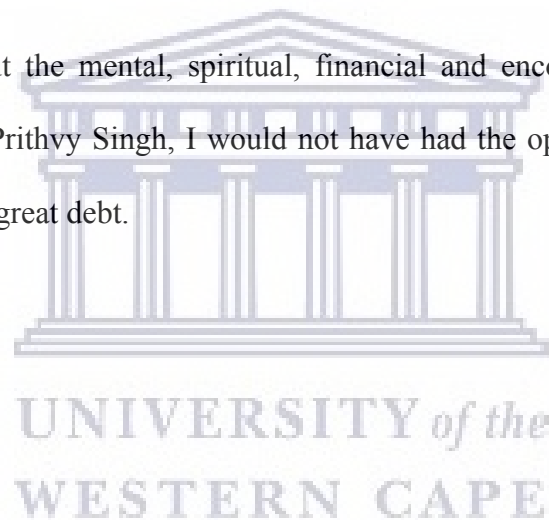 t the mental, spiritual, financial and enc
Prithvy Singh, I would not have had the op
great debt.
UNIVERSITY of the
WESTERN CAPE